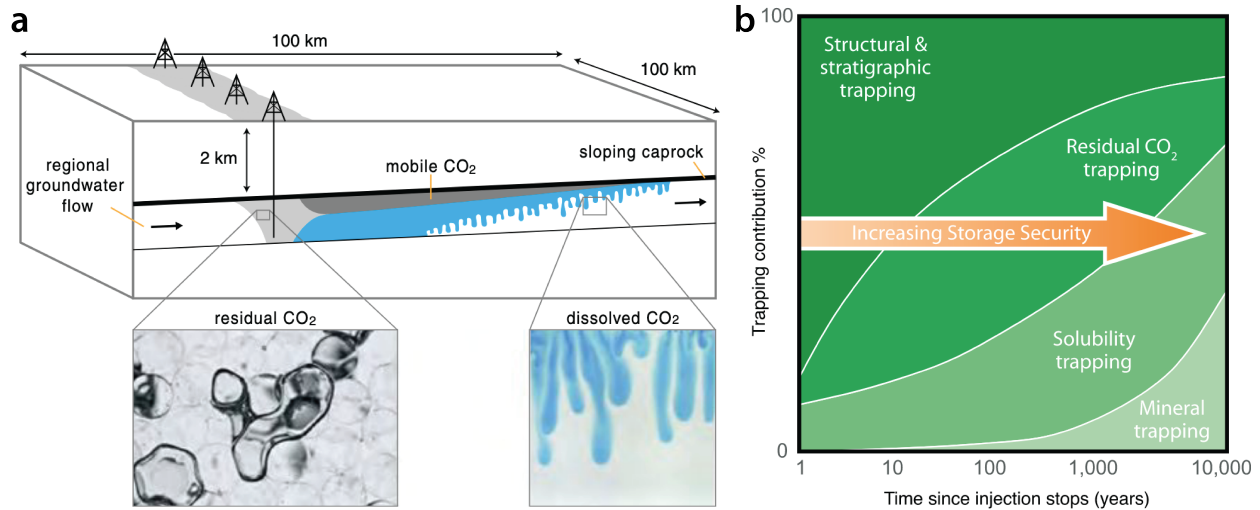 a
100 km
100 km
2 km
mobile CO₂
sloping caprock
regional
groundwater
flow
residual CO₂
dissolved CO₂
b
100
Structural &
stratigraphic
trapping
Residual CO₂
trapping
Increasing Storage Security
Solubility
trapping
Mineral
trapping
0
Trapping contribution %
1
10
100
1,000
10,000
Time since injection stops (years)